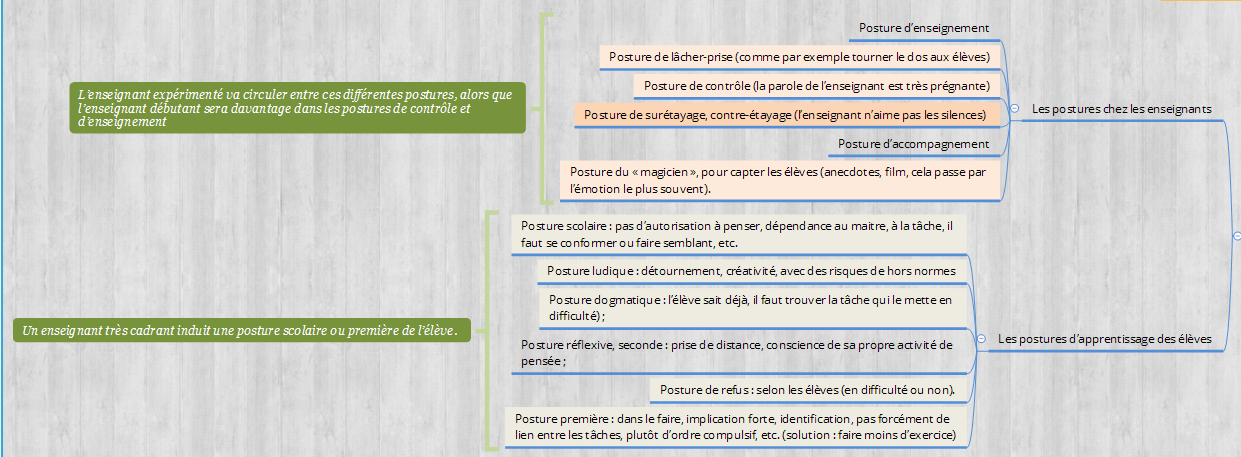 Posture d'enseignement
Posture de lâcher-prise (comme par exemple tourner le dos aux élèves)
Posture de contrôle (la parole de l'enseignant est très prégnante)
Posture de surétayage, contre-étayage (l'enseignant n'aime pas les silences)
Posture d'accompagnement
Posture du « magicien », pour capter les élèves (anecdotes, film, cela passe par
l'émotion le plus souvent).
Les postures chez les enseignants
L'enseignant expérimenté va circuler entre ces différentes postures, alors que
l'enseignant débutant sera davantage dans les postures de contrôle et
d'enseignement
Posture scolaire : pas d'autorisation à penser, dépendance au maitre, à la tâche, il
faut se conformer ou faire semblant, etc.
Posture ludique : détournement, créativité, avec des risques de hors normes
Posture dogmatique : l'élève sait déjà, il faut trouver la tâche qui le mette en
difficulté) ;
Posture réflexive, seconde : prise de distance, conscience de sa propre activité de
pensée ;
Posture de refus : selon les élèves (en difficulté ou non).
Posture première : dans le faire, implication forte, identification, pas forcément de
lien entre les tâches, plutôt d'ordre compulsif, etc. (solution : faire moins d'exercice)
Les postures d'apprentissage des élèves
Un enseignant très cadrant induit une posture scolaire ou première de l'élève.